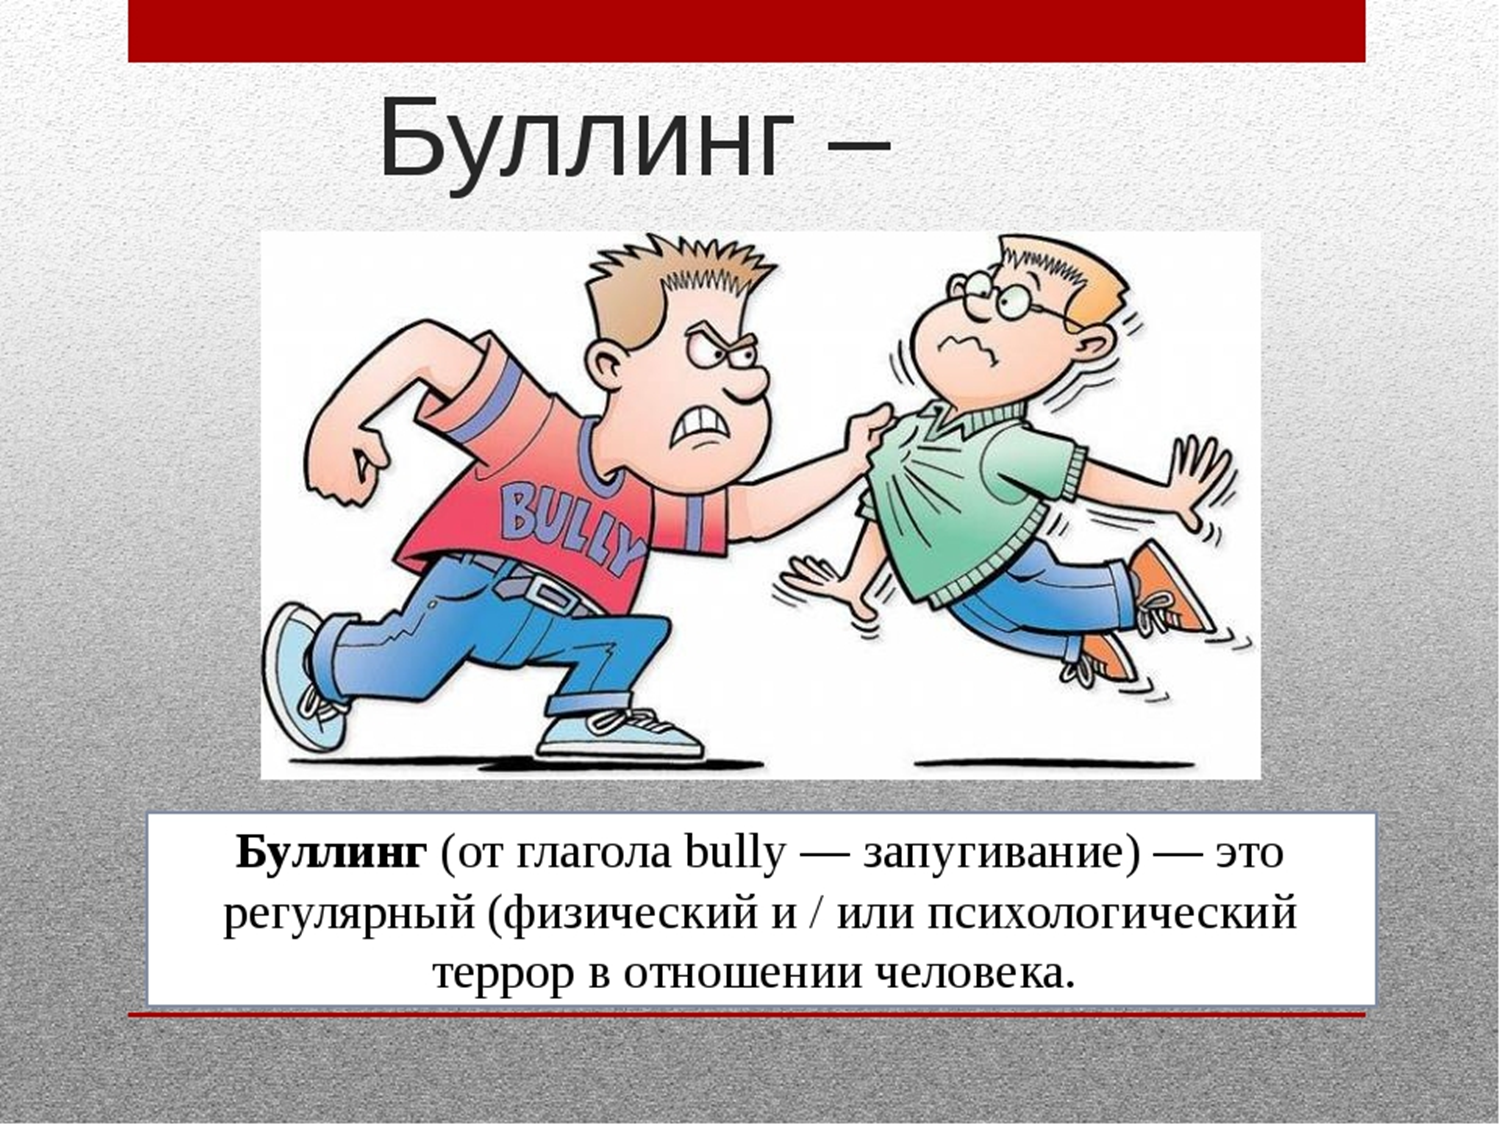 Буллинг –
BULLY
Буллинг (от глагола bully — запугивание) — это
регулярный (физический и / или психологический
террор в отношении человека.